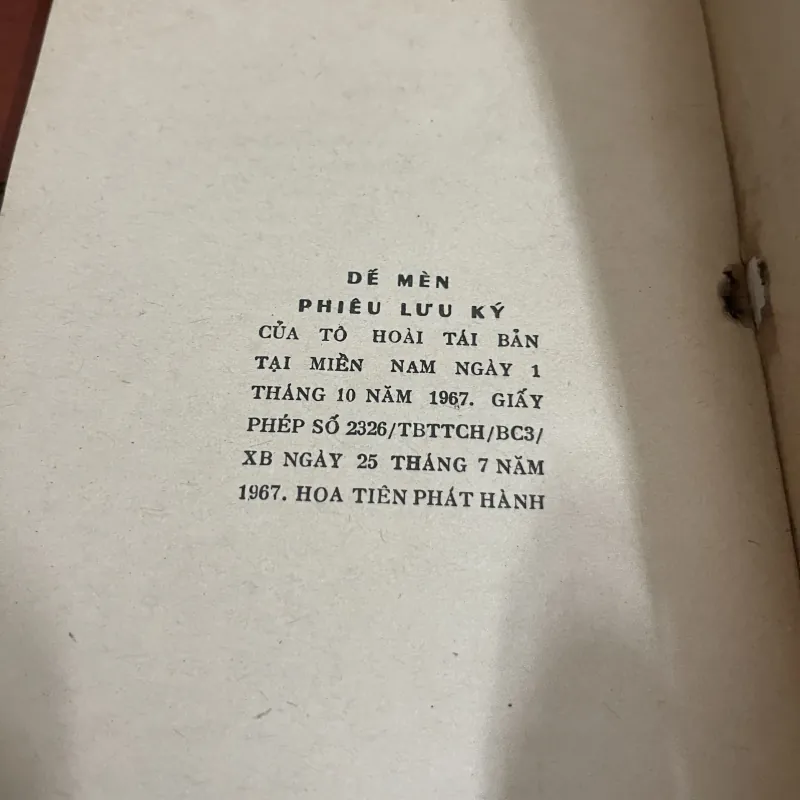 DẾ MÈN
PHIÊU LƯU KÝ
CỦA TÔ HOÀI TÁI BẢN
TẠI MIỀN NAM NGÀY 1
THÁNG 10 NĂM 1967. GIẤY
PHÉP SỐ 2326/TBTTCH/BC3/
XB NGÀY 25 THÁNG 7 NĂM
1967. HOA TIÊN PHÁT HÀNH